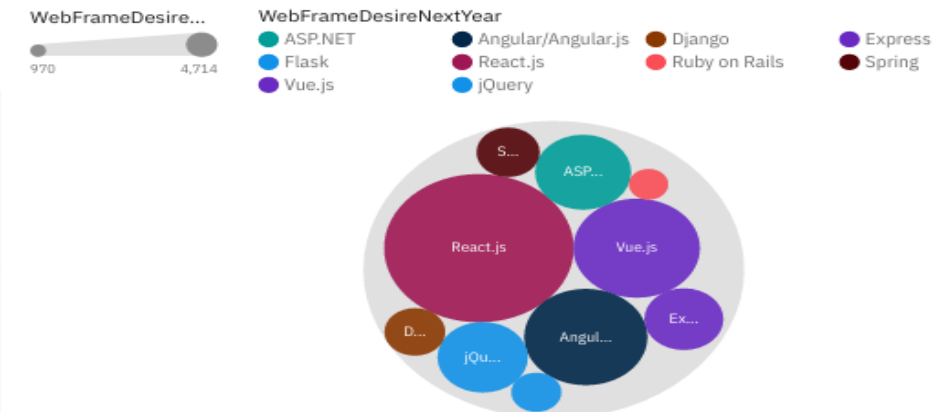 WebFrameDesire...
970 4,714
WebFrameDesireNextYear
ASP.NET Angular/Angular.js Django Express
Flask React.js Ruby on Rails Spring
Vue.js jQuery
S...
ASP...
React.js
Vue.js
Ex...
D...
Angul...
jQu...